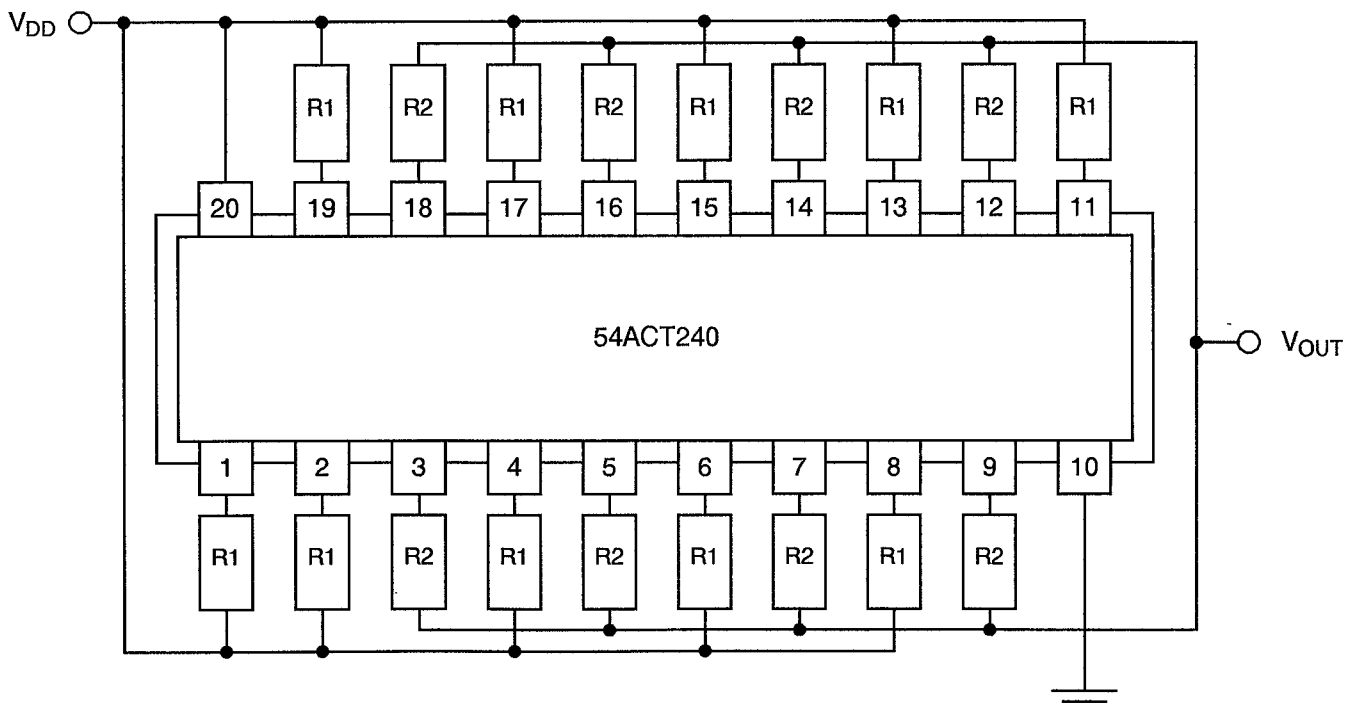 V_DD
R1 R2 R1 R2 R1 R2 R1 R2 R1
20 19 18 17 16 15 14 13 12 11
54ACT240
V_OUT
1 2 3 4 5 6 7 8 9 10
R1 R1 R2 R1 R2 R1 R2 R1 R2